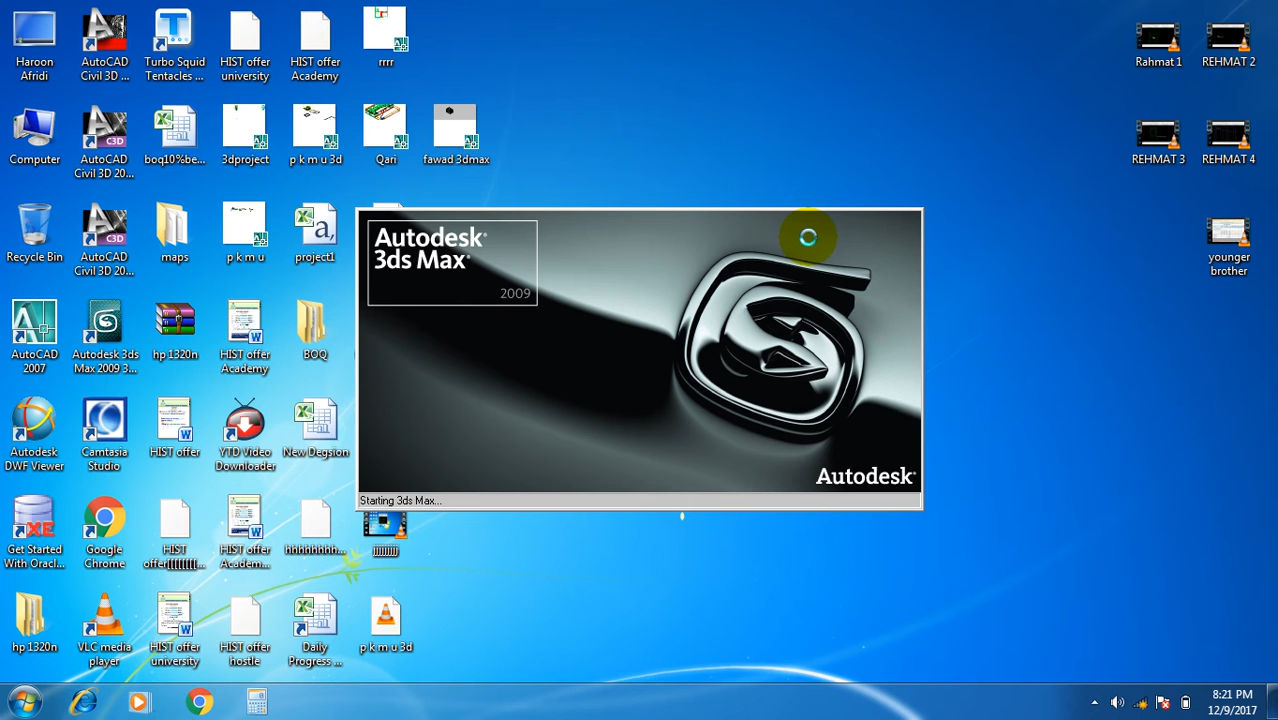 Haroon
Afridi
AutoCAD
Civil 3D ...
Turbo Squid
Tentacles ...
HIST offer
university
HIST offer
Academy
rrrr
Rahmat 1
REHMAT 2
Computer
AutoCAD
Civil 3D 20...
boq10%be...
3dproject
p k m u 3d
Qari
fawad 3dmax
REHMAT 3
REHMAT 4
Recycle Bin
AutoCAD
Civil 3D 20...
maps
p k m u
project1
younger
brother
Autodesk®
3ds Max®
2009
Autodesk®
Starting 3ds Max...
AutoCAD
2007
Autodesk 3ds
Max 2009 3...
hp 1320n
HIST offer
Academy
BOQ
Autodesk
DWF Viewer
Camtasia
Studio
HIST offer
YTD Video
Downloader
New Degsion
Get Started
With Oracl...
Google
Chrome
HIST
HIST offer
Academ...
hp 1320n
VLC media
player
HIST offer
university
HIST offer
hostle
Daily
Progress ...
p k m u 3d
8:21 PM
12/9/2017